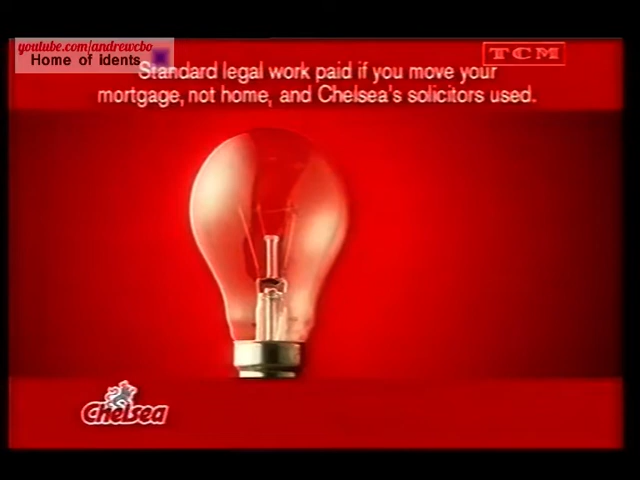 youtube.com/andrewcbo
Home of Idents
TCM
Standard legal work paid if you move your
mortgage, not home, and Chelsea's solicitors used.
Chelsea